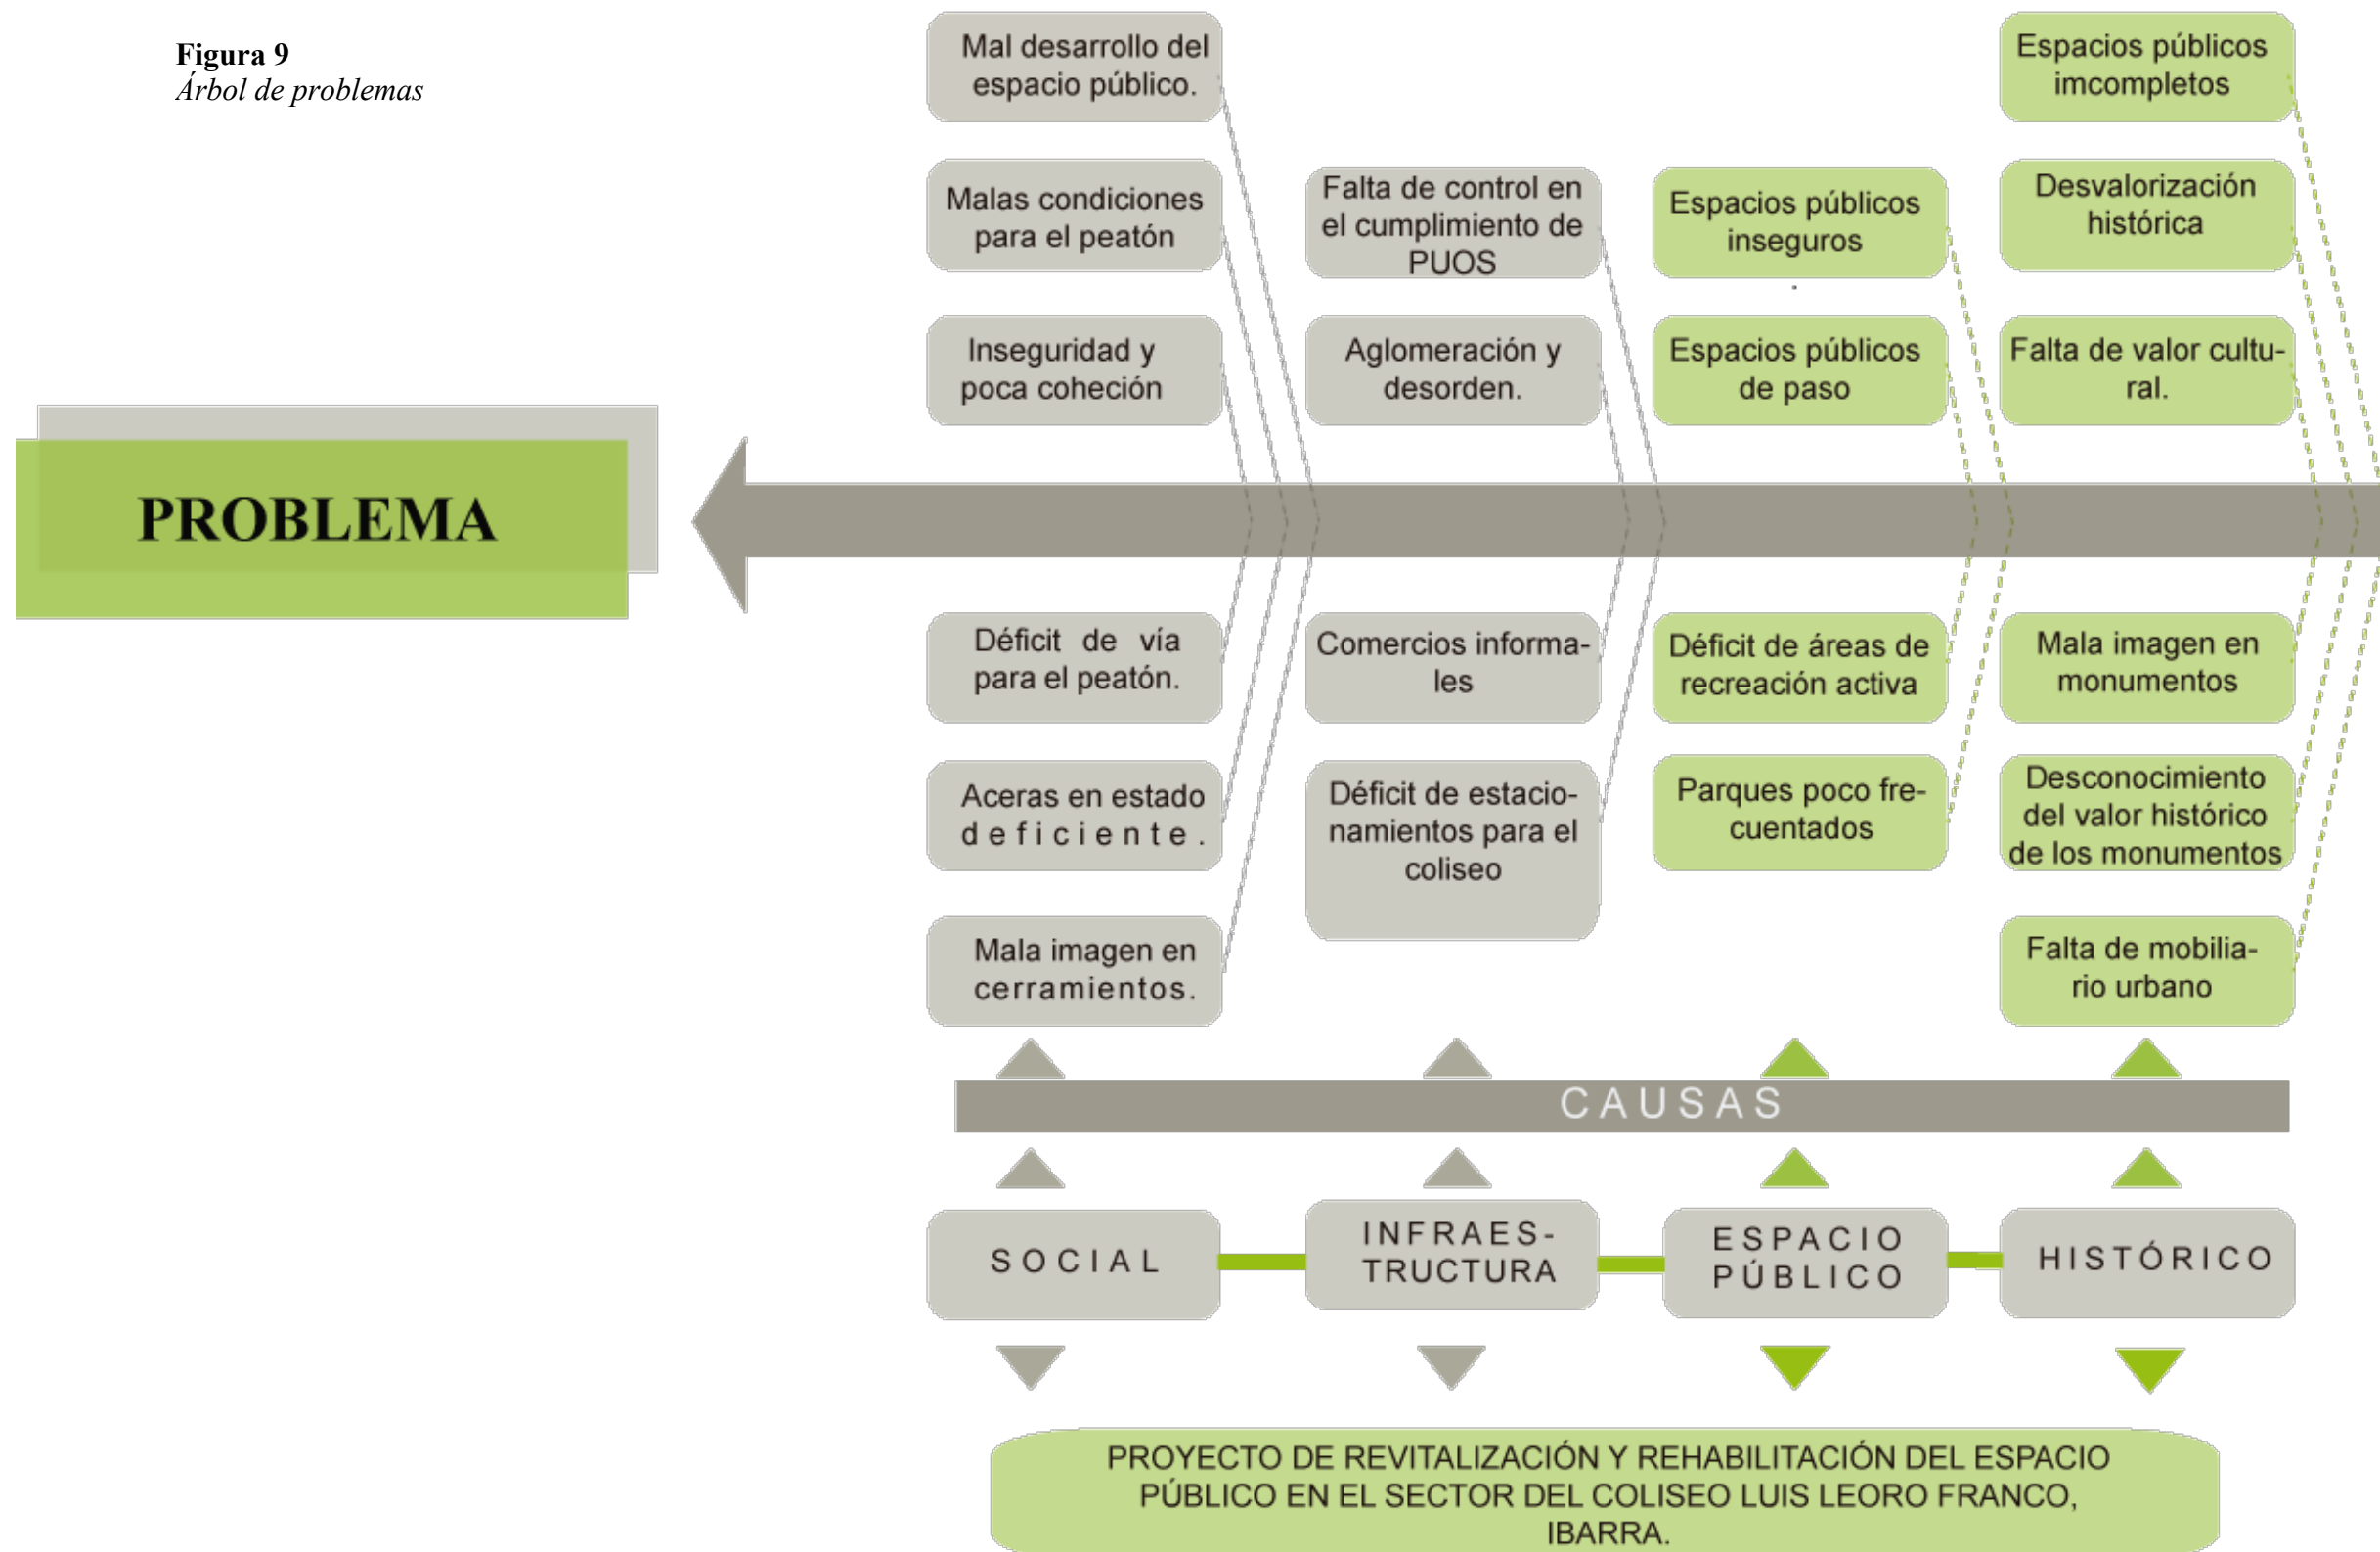 Figura 9
Árbol de problemas
Mal desarrollo del
espacio público.
Espacios públicos
imcompletos
Malas condiciones
para el peatón
Falta de control en
el cumplimiento de
PUOS
Espacios públicos
inseguros
.
Desvalorización
histórica
Inseguridad y
poca coheción
Aglomeración y
desorden.
Espacios públicos
de paso
Falta de valor cultu-
ral.
PROBLEMA
Déficit de vía
para el peatón.
Comercios informa-
les
Déficit de áreas de
recreación activa
Mala imagen en
monumentos
Aceras en estado
deficiente.
Déficit de estacio-
namientos para el
coliseo
Parques poco fre-
cuentados
Desconocimiento
del valor histórico
de los monumentos
Mala imagen en
cerramientos.
Falta de mobilia-
rio urbano
CAUSAS
SOCIAL
INFRAES-
TRUCTURA
ESPACIO
PÚBLICO
HISTÓRICO
PROYECTO DE REVITALIZACIÓN Y REHABILITACIÓN DEL ESPACIO
PÚBLICO EN EL SECTOR DEL COLISEO LUIS LEORO FRANCO,
IBARRA.